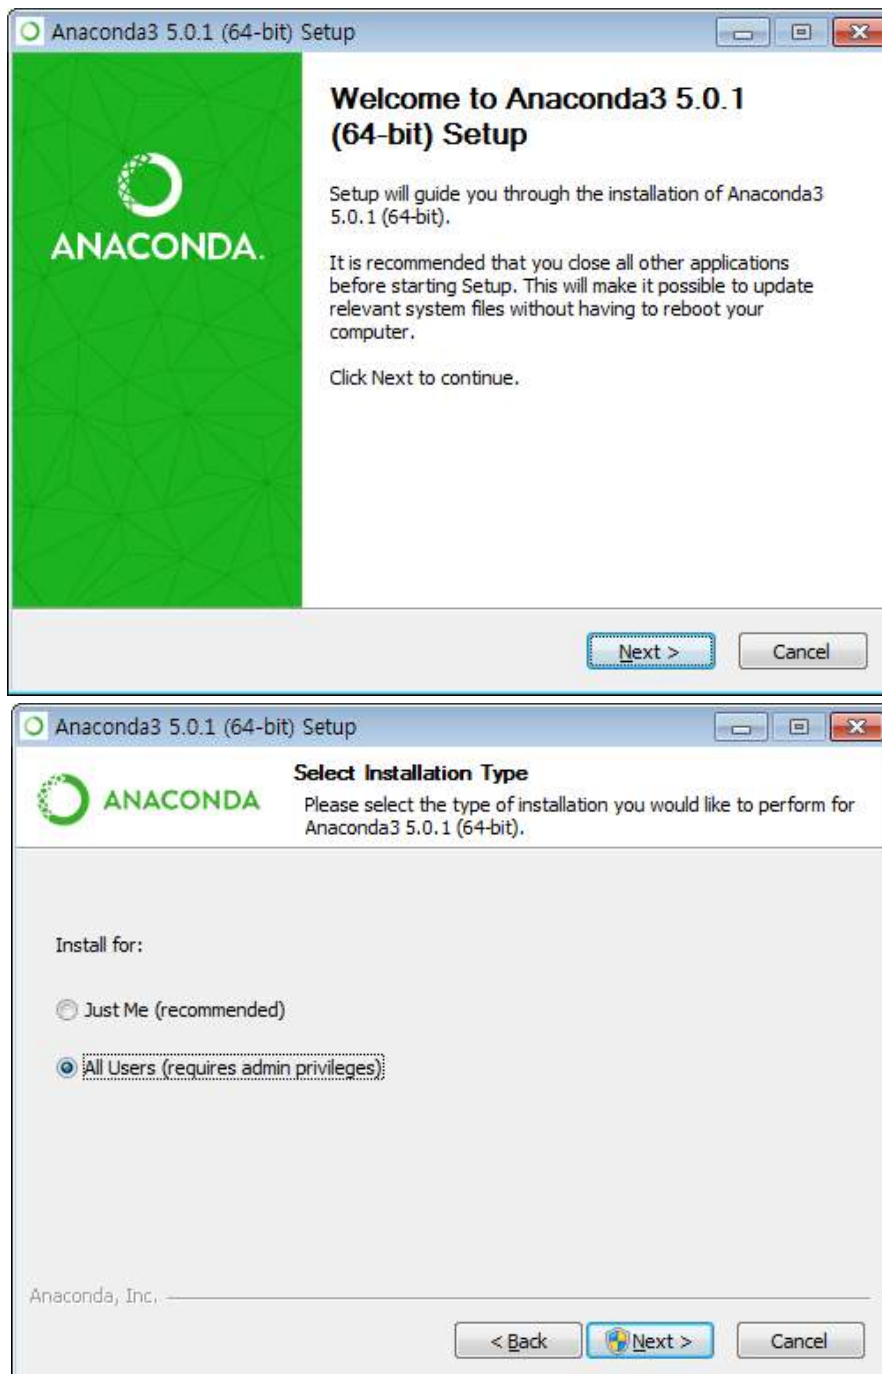 Anaconda3 5.0.1 (64-bit) Setup
Welcome to Anaconda3 5.0.1
(64-bit) Setup
Setup will guide you through the installation of Anaconda3
5.0.1 (64-bit).
It is recommended that you close all other applications
before starting Setup. This will make it possible to update
relevant system files without having to reboot your
computer.
Click Next to continue.
ANACONDA.
Next >
Cancel
Anaconda3 5.0.1 (64-bit) Setup
ANACONDA
Select Installation Type
Please select the type of installation you would like to perform for
Anaconda3 5.0.1 (64-bit).
Install for:
Just Me (recommended)
All Users (requires admin privileges)
Anaconda, Inc.
< Back
Next >
Cancel